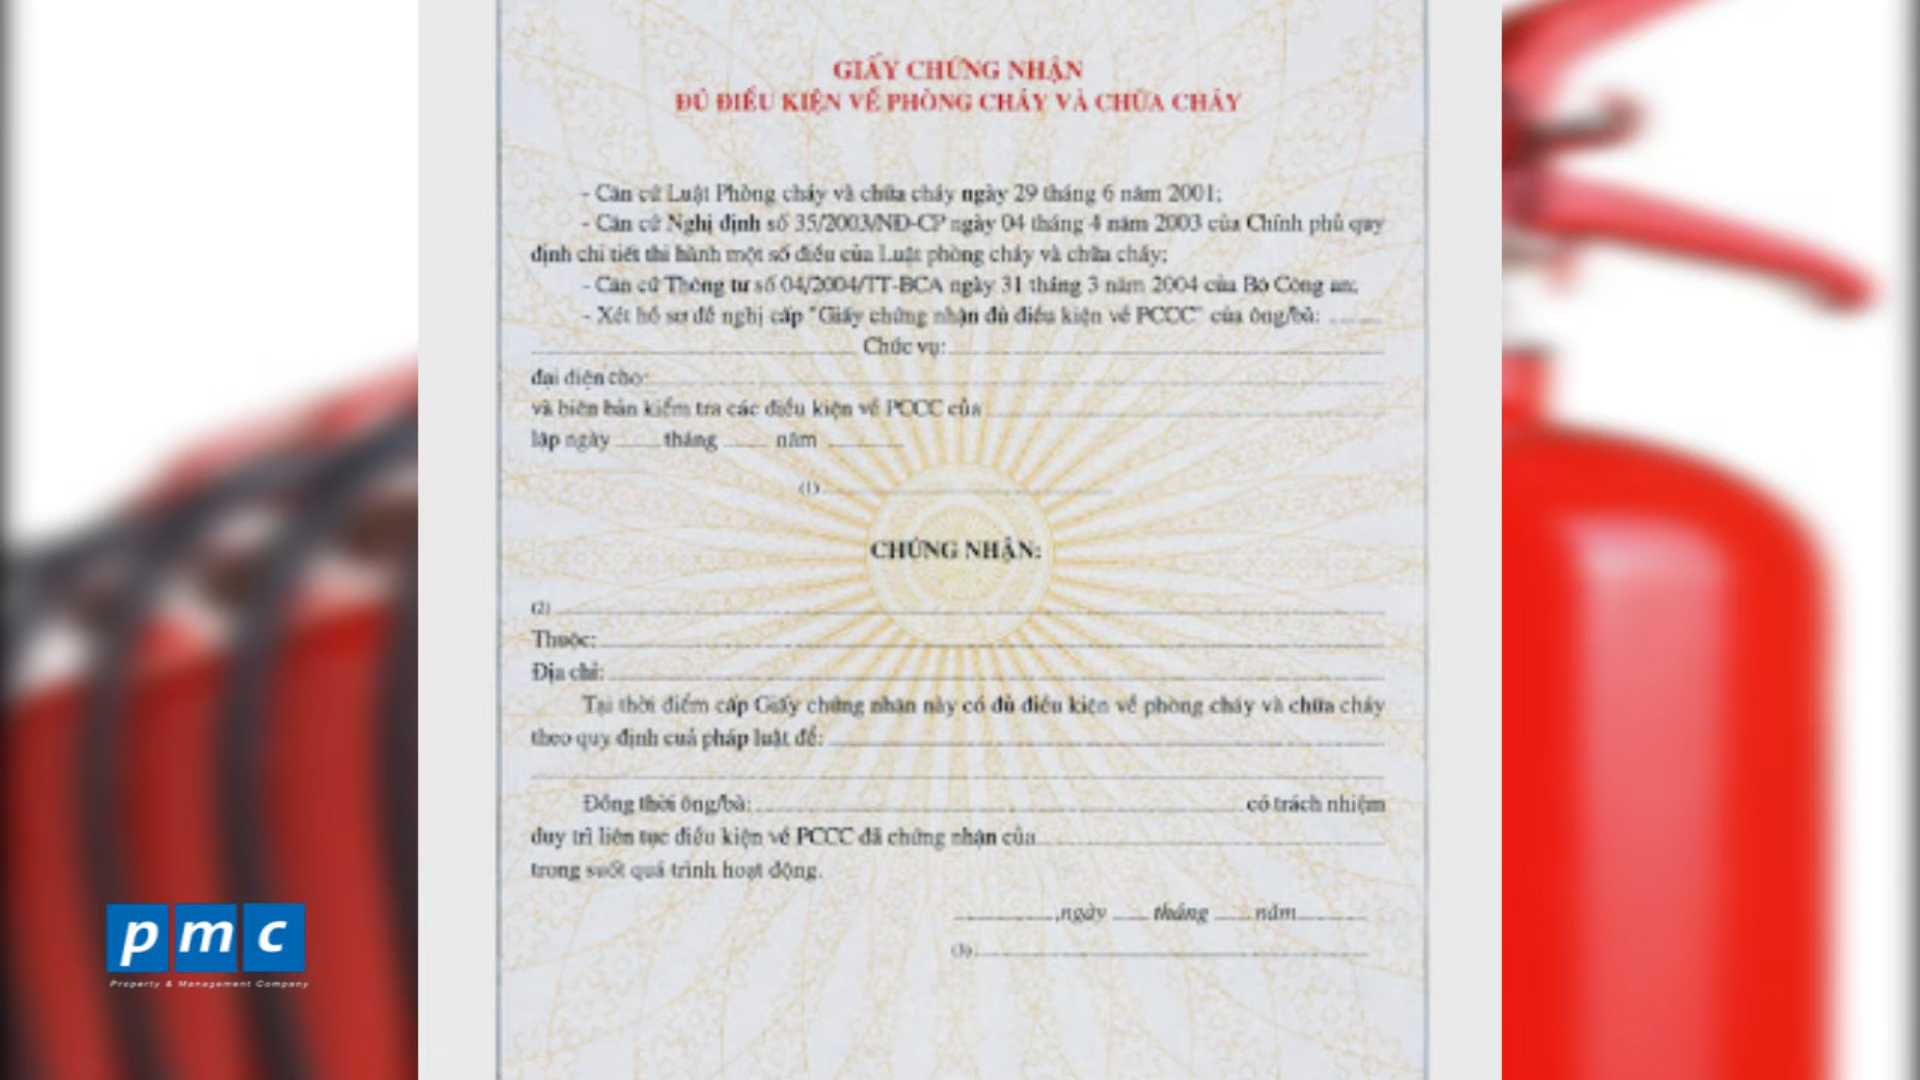 GIẤY CHỨNG NHẬN
ĐỦ ĐIỀU KIỆN VỀ PHÒNG CHÁY VÀ CHỮA CHÁY
- Căn cứ Luật Phòng cháy và chữa cháy ngày 29 tháng 6 năm 2001;
- Căn cứ Nghị định số 35/2003/NĐ-CP ngày 04 tháng 4 năm 2003 của Chính phủ quy
định chi tiết thi hành một số điều của Luật phòng cháy và chữa cháy;
- Căn cứ Thông tư số 04/2004/TT-BCA ngày 31 tháng 3 năm 2004 của Bộ Công an;
- Xét hồ sơ đề nghị cấp "Giấy chứng nhận đủ điều kiện về PCCC" của ông/bà: ........
........ Chức vụ: ........
đại diện cho: ........
và biên bản kiểm tra các điều kiện về PCCC của ........
lập ngày ........ tháng ........ năm ........
(1) ........
CHỨNG NHẬN:
(2) ........
Thuộc: ........
Địa chỉ: ........
Tại thời điểm cấp Giấy chứng nhận này có đủ điều kiện về phòng cháy và chữa cháy
theo quy định cuả pháp luật để: ........
Đồng thời ông/bà: ........ có trách nhiệm
duy trì liên tục điều kiện về PCCC đã chứng nhận của ........
trong suốt quá trình hoạt động.
........, ngày ........ tháng ........ năm ........
(3) ........
pmc
Property & Management Company